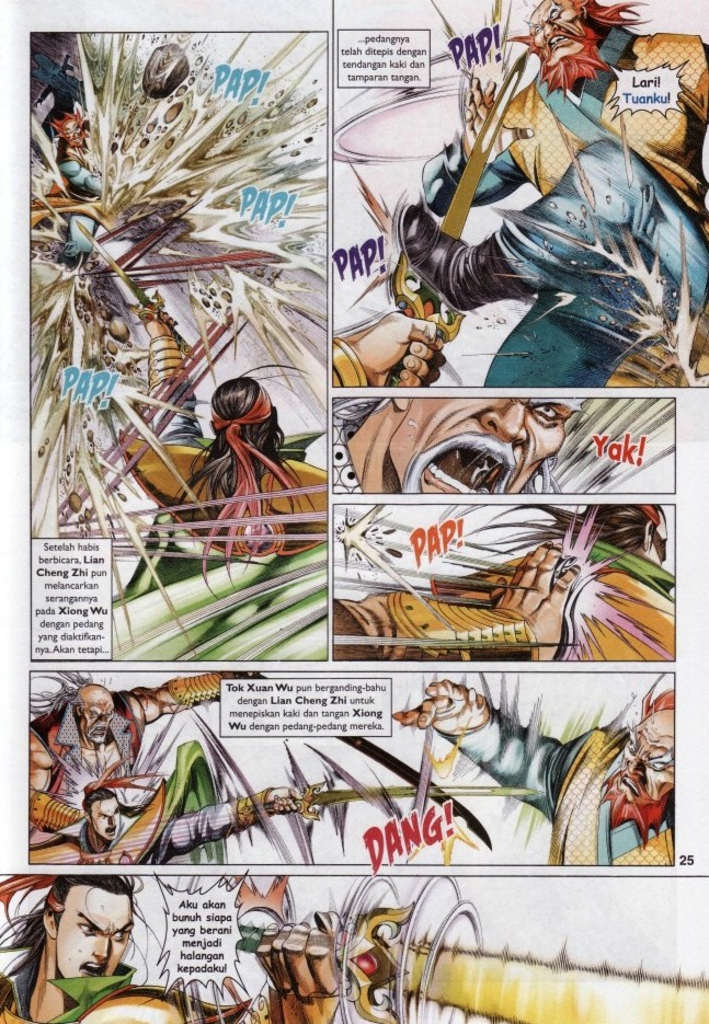 PAP!
PAP!
PAP!
Setelah habis
berbicara, Lian
Cheng Zhi pun
melancarkan
serangannya
pada Xiong Wu
dengan pedang
yang diaktifkan-
nya. Akan tetapi...
...pedangnya
telah ditepis dengan
tendangan kaki dan
tamparan tangan.
PAP!
Lari!
Tuanku!
PAP!
Yak!
PAP!
Tok Xuan Wu pun berganding-bahu
dengan Lian Cheng Zhi untuk
menepiskan kaki dan tangan Xiong
Wu dengan pedang-pedang mereka.
DANG!
25
Aku akan
bunuh siapa
yang berani
menjadi
halangan
kepadaku!